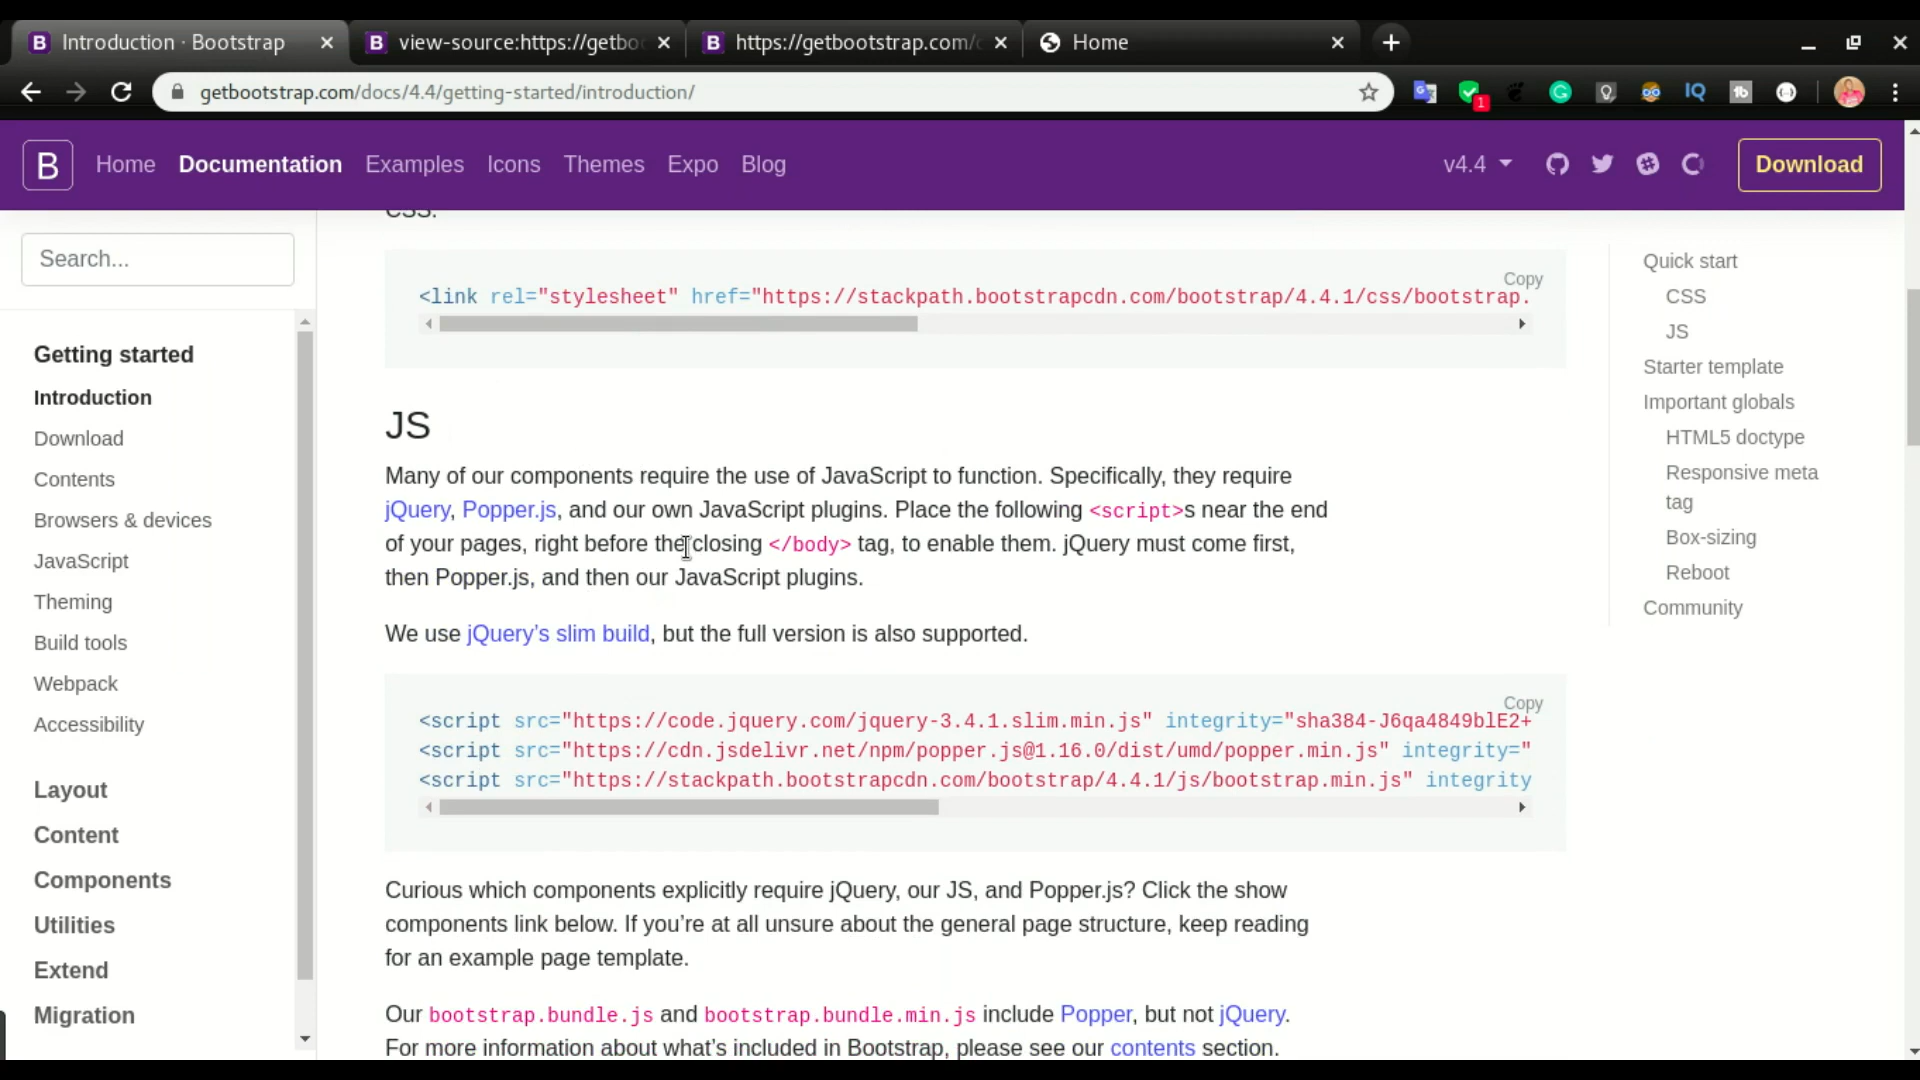 Introduction · Bootstrap
view-source:https://getbo
https://getbootstrap.com/
Home
getbootstrap.com/docs/4.4/getting-started/introduction/
1
IQ
B
Home
Documentation
Examples
Icons
Themes
Expo
Blog
v4.4
Download
Search...
Getting started
Introduction
Download
Contents
Browsers & devices
JavaScript
Theming
Build tools
Webpack
Accessibility
Layout
Content
Components
Utilities
Extend
Migration
CSS.
Copy
<link rel="stylesheet" href="https://stackpath.bootstrapcdn.com/bootstrap/4.4.1/css/bootstrap.
JS
Many of our components require the use of JavaScript to function. Specifically, they require
jQuery, Popper.js, and our own JavaScript plugins. Place the following <script>s near the end
of your pages, right before the closing </body> tag, to enable them. jQuery must come first,
then Popper.js, and then our JavaScript plugins.
We use jQuery’s slim build, but the full version is also supported.
Copy
<script src="https://code.jquery.com/jquery-3.4.1.slim.min.js" integrity="sha384-J6qa4849blE2+
<script src="https://cdn.jsdelivr.net/npm/popper.js@1.16.0/dist/umd/popper.min.js" integrity="
<script src="https://stackpath.bootstrapcdn.com/bootstrap/4.4.1/js/bootstrap.min.js" integrity
Curious which components explicitly require jQuery, our JS, and Popper.js? Click the show
components link below. If you’re at all unsure about the general page structure, keep reading
for an example page template.
Our bootstrap.bundle.js and bootstrap.bundle.min.js include Popper, but not jQuery.
For more information about what’s included in Bootstrap, please see our contents section.
Quick start
CSS
JS
Starter template
Important globals
HTML5 doctype
Responsive meta
tag
Box-sizing
Reboot
Community